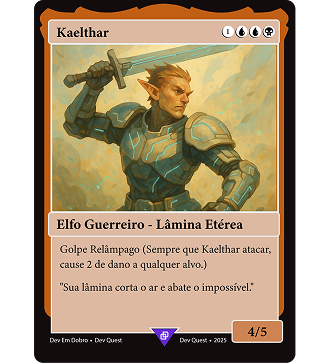 Kaelthar
1
Elfo Guerreiro - Lâmina Etérea
Golpe Relâmpago (Sempre que Kaelthar atacar,
cause 2 de dano a qualquer alvo.)
"Sua lâmina corta o ar e abate o impossível."
4/5
Dev Em Dobro • Dev Quest
Dev Quest • 2025